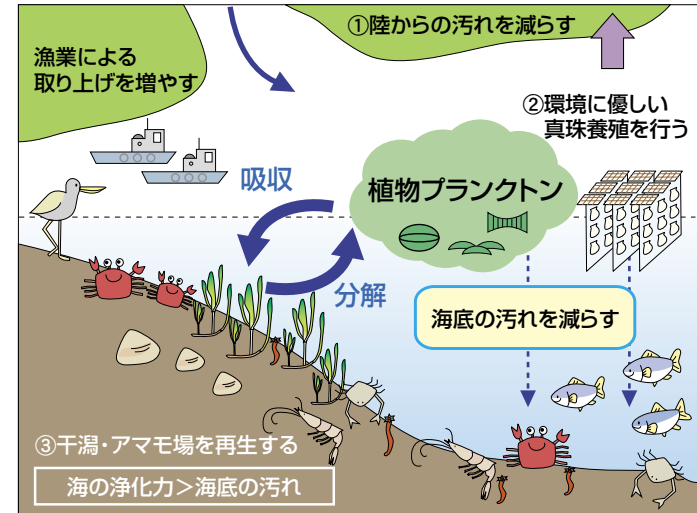 ①陸からの汚れを減らす
漁業による
取り上げを増やす
②環境に優しい
真珠養殖を行う
吸収
植物プランクトン
分解
海底の汚れを減らす
③干潟・アマモ場を再生する
海の浄化力>海底の汚れ